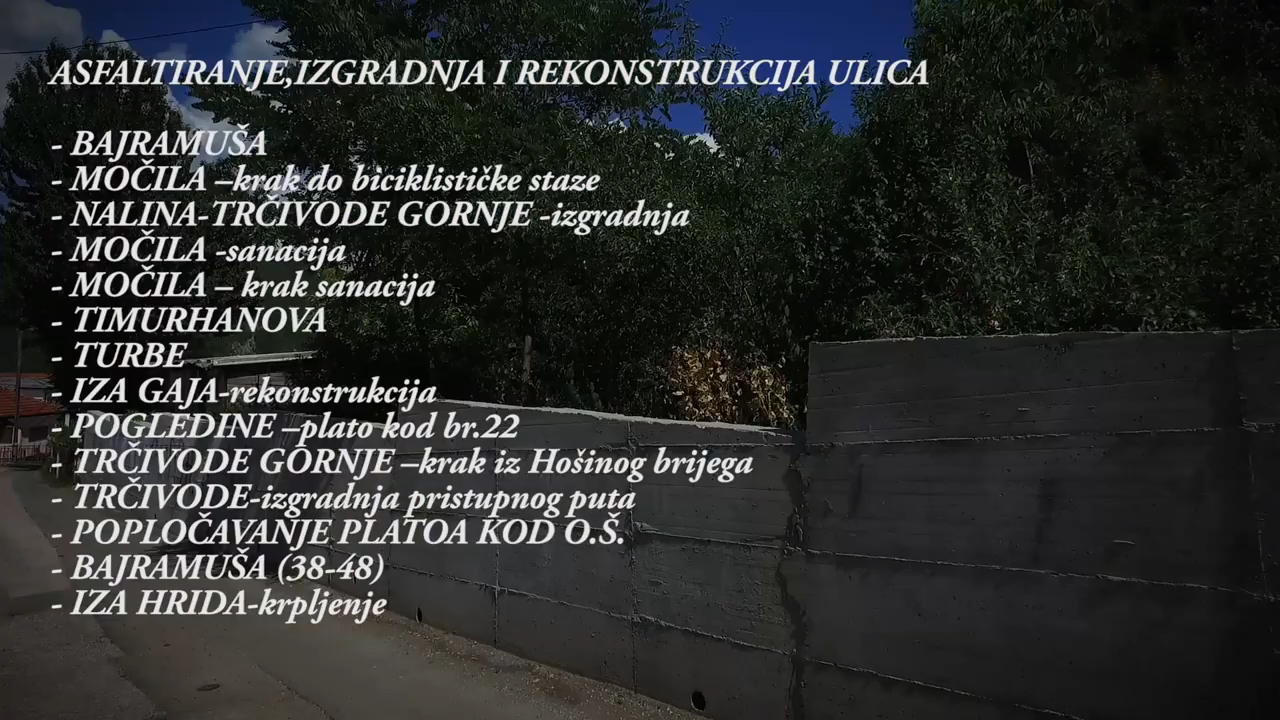 ASFALTIRANJE,IZGRADNJA I REKONSTRUKCIJA ULICA
- BAJRAMUŠA
- MOČILA –krak do biciklističke staze
- NALINA-TRČIVODE GORNJE -izgradnja
- MOČILA -sanacija
- MOČILA – krak sanacija
- TIMURHANOVA
- TURBE
- IZA GAJA-rekonstrukcija
- POGLEDINE –plato kod br.22
- TRČIVODE GORNJE –krak iz Hošinog brijega
- TRČIVODE-izgradnja pristupnog puta
- POPLOČAVANJE PLATOA KOD O.Š.
- BAJRAMUŠA (38-48)
- IZA HRIDA-krpljenje